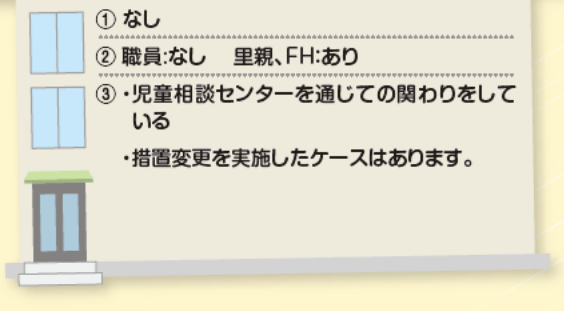 ① なし
② 職員:なし　里親、FH:あり
③ ・児童相談センターを通じての関わりをして
いる
・措置変更を実施したケースはあります。